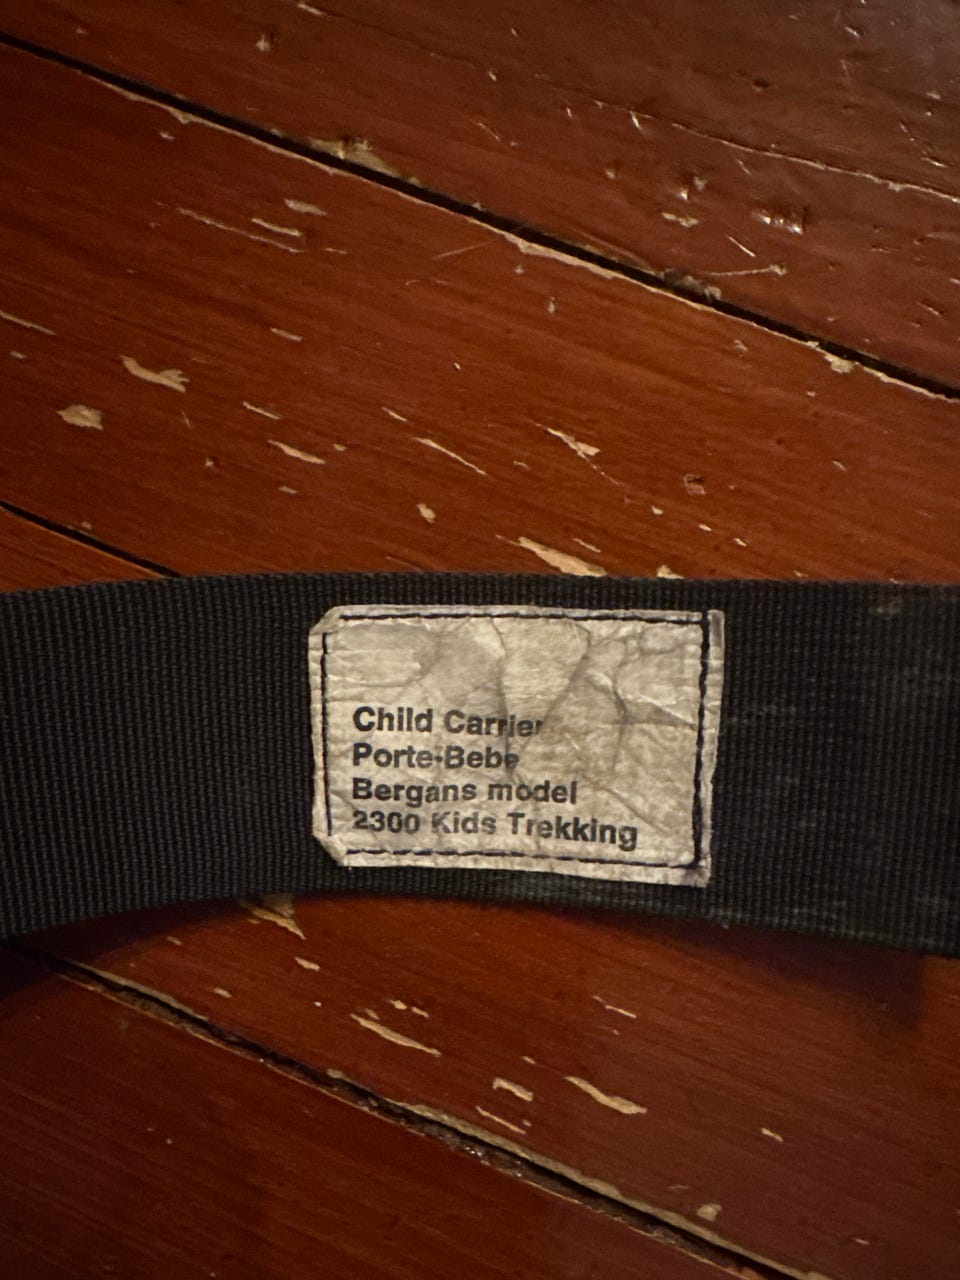 Child Carrier
Porte-Bebe
Bergans model
2300 Kids Trekking